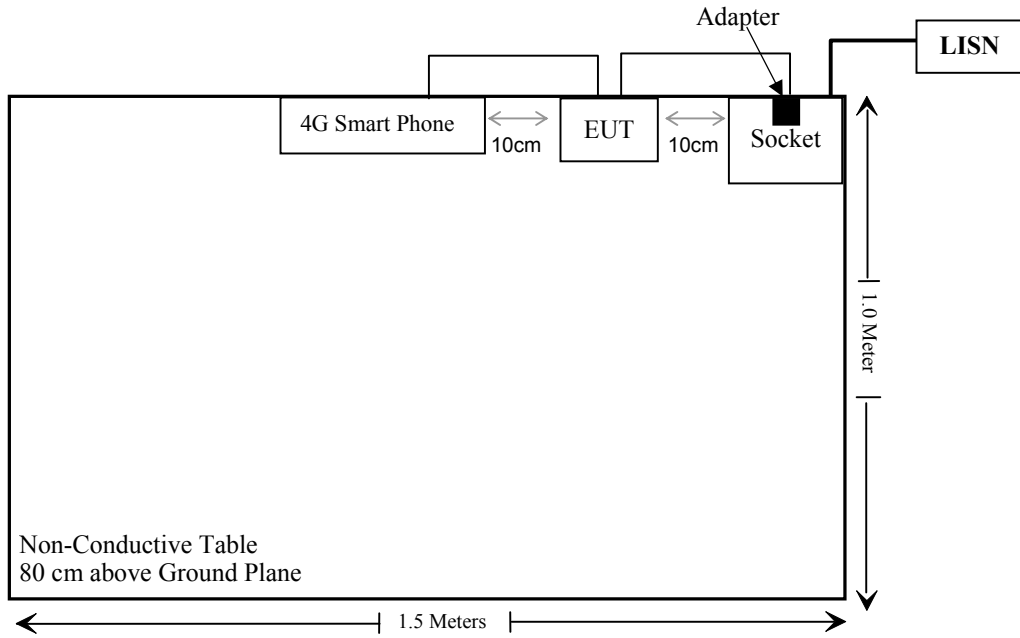 Adapter
LISN
4G Smart Phone
10cm
EUT
10cm
Socket
1.0 Meter
Non-Conductive Table
80 cm above Ground Plane
1.5 Meters